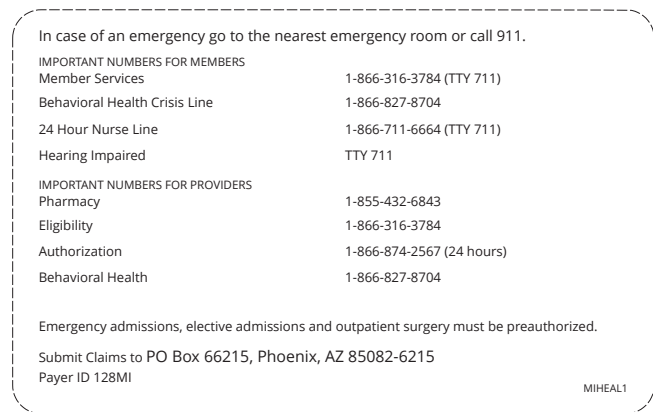 In case of an emergency go to the nearest emergency room or call 911.
IMPORTANT NUMBERS FOR MEMBERS
Member Services 1-866-316-3784 (TTY 711)
Behavioral Health Crisis Line 1-866-827-8704
24 Hour Nurse Line 1-866-711-6664 (TTY 711)
Hearing Impaired TTY 711
IMPORTANT NUMBERS FOR PROVIDERS
Pharmacy 1-855-432-6843
Eligibility 1-866-316-3784
Authorization 1-866-874-2567 (24 hours)
Behavioral Health 1-866-827-8704
Emergency admissions, elective admissions and outpatient surgery must be preauthorized.
Submit Claims to PO Box 66215, Phoenix, AZ 85082-6215
Payer ID 128MI
MIHEAL1